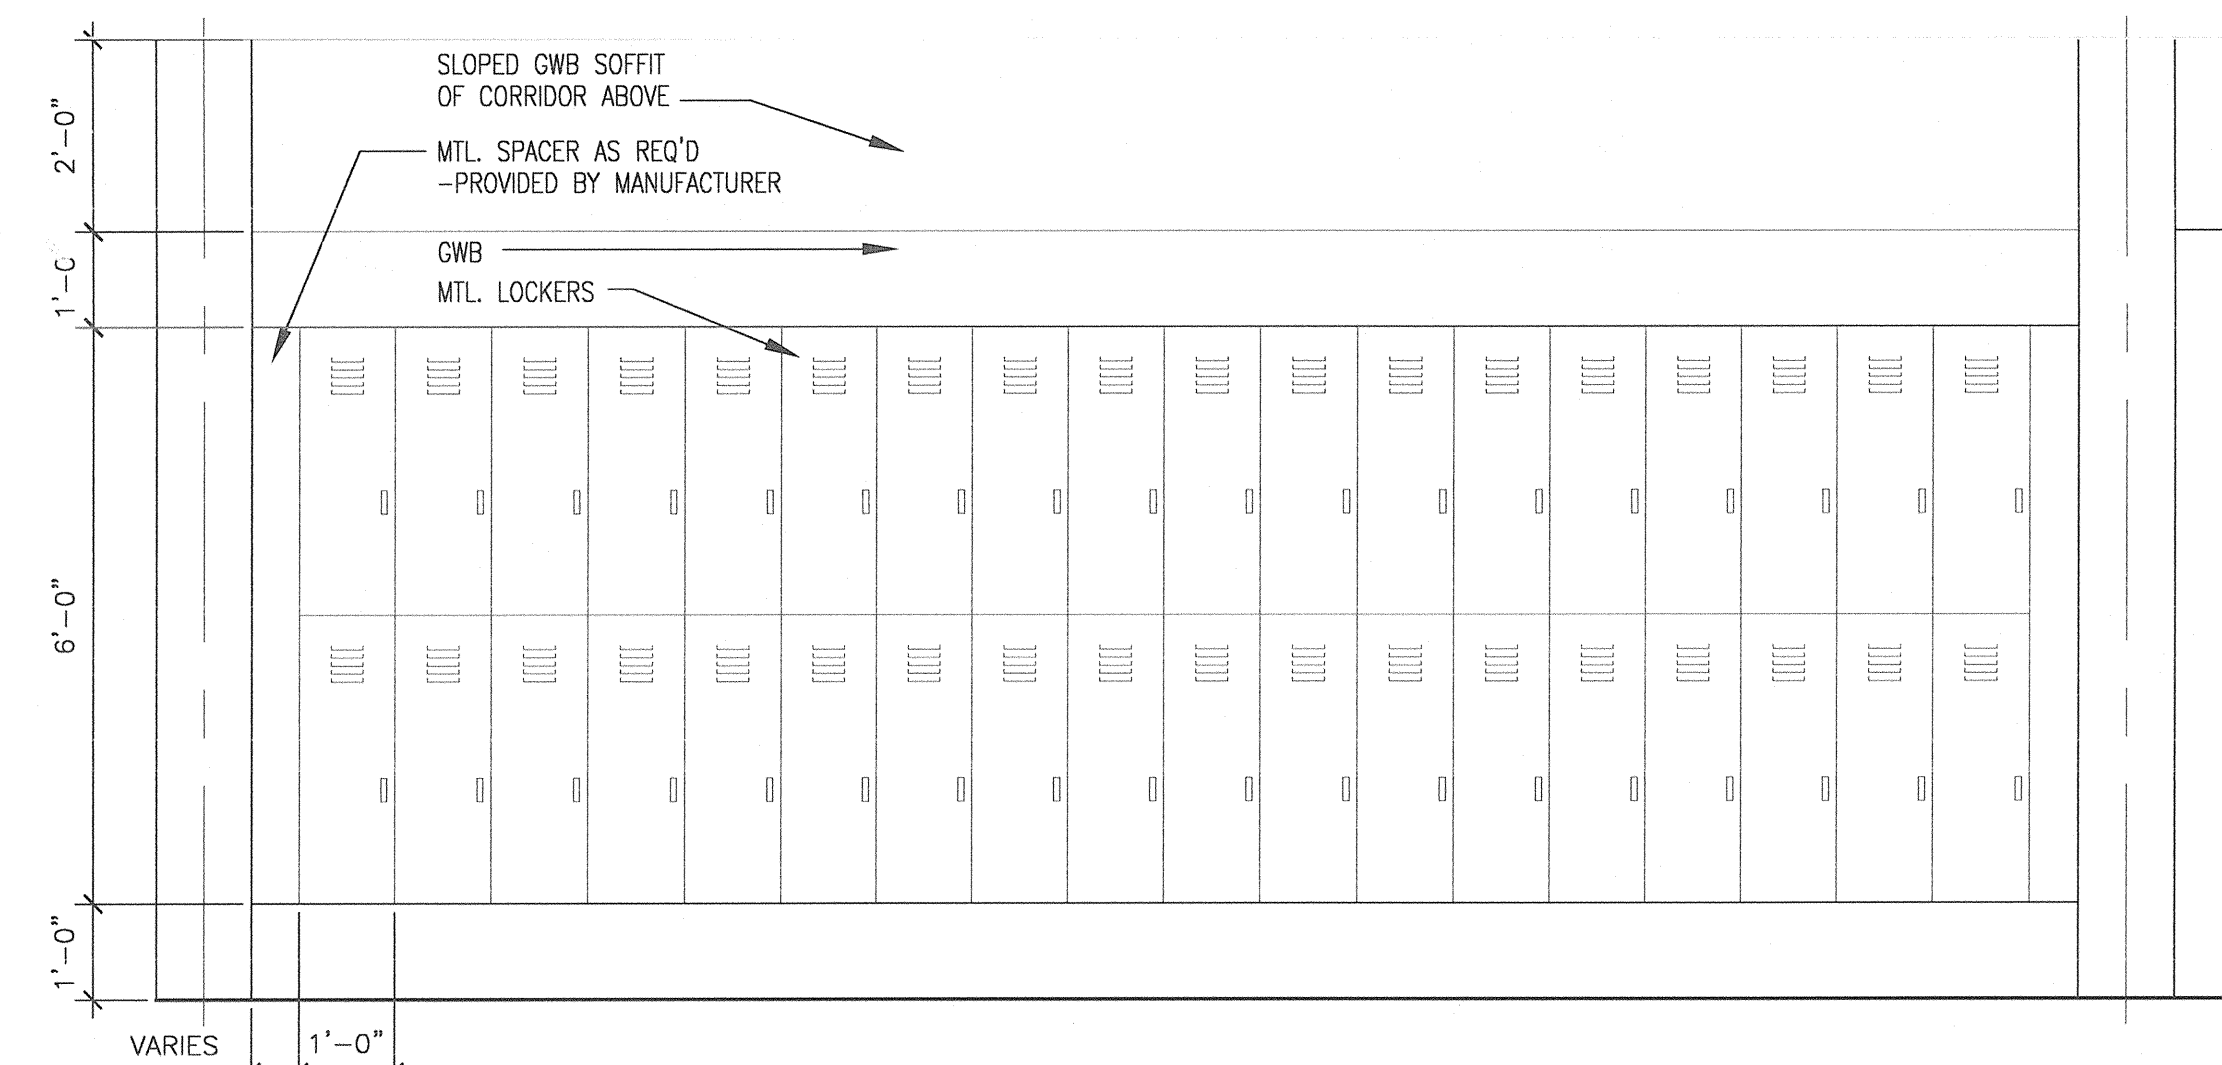 SLOPED GWB SOFFIT
OF CORRIDOR ABOVE
MTL. SPACER AS REQ'D
-PROVIDED BY MANUFACTURER
GWB
MTL. LOCKERS
2'-0"
1'-0
6'-0"
1'-0"
VARIES
1'-0"